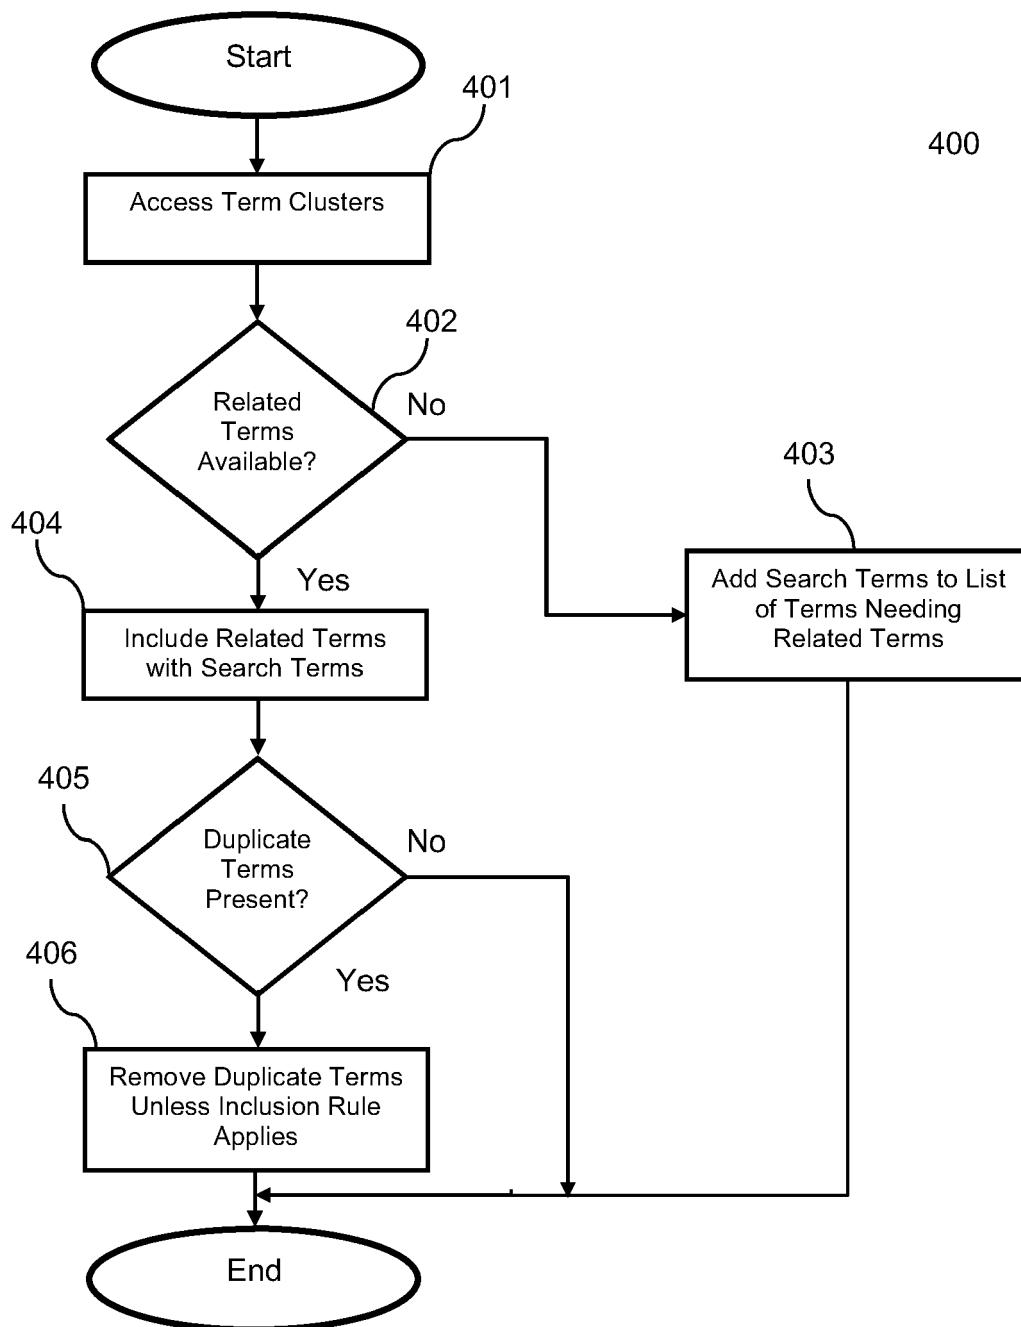 Start
401
400
Access Term Clusters
402
Related
Terms
Available?
No
403
404
Yes
Add Search Terms to List
of Terms Needing
Related Terms
Include Related Terms
with Search Terms
405
Duplicate
Terms
Present?
No
406
Yes
Remove Duplicate Terms
Unless Inclusion Rule
Applies
End